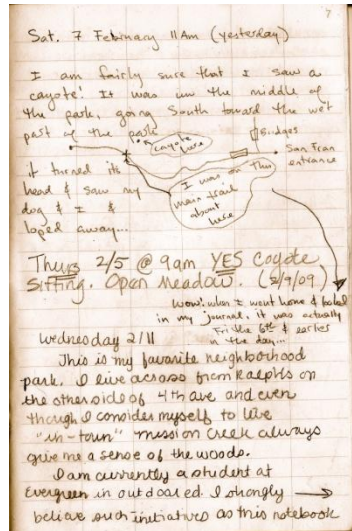 7
Sat. 7 February 11Am (yesterday)
I am fairly sure that I saw a
cayote! It was in the middle of
the park, going South toward the wet
part of the park
cayote here
Bridges
San Fran
entrance
it turned its
head & saw my
dog & I &
loped away...
I was on this
main track
about
here
Thurs 2/5 @ 9am YES coyote
sitting. Open Meadow. (2/9/09)
Wow! when I went home & looked
in my journal, it was actually
Fri the 6th & earlier
in the day...
Wednesday 2/11
This is my favorite neighborhood
park. I live across from Ralph's on
the other side of 4th ave and even
though I consider myself to live
"in-town" mission Creek always
give me a sense of the woods.
I am currently a student at
Evergreen in outdoor ed. I strongly
believe such initiatives as this notebook